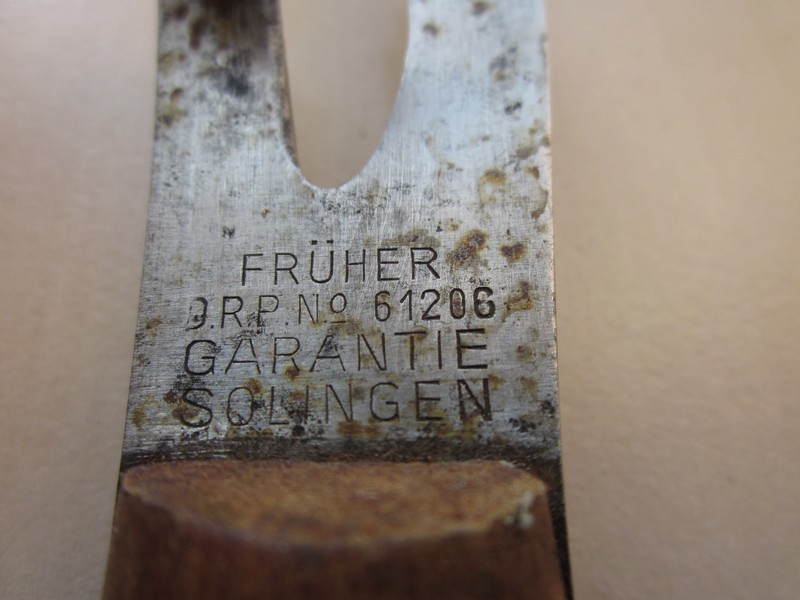 FRÜHER
D.R.P. Nº 61206
GARANTIE
SOLINGEN